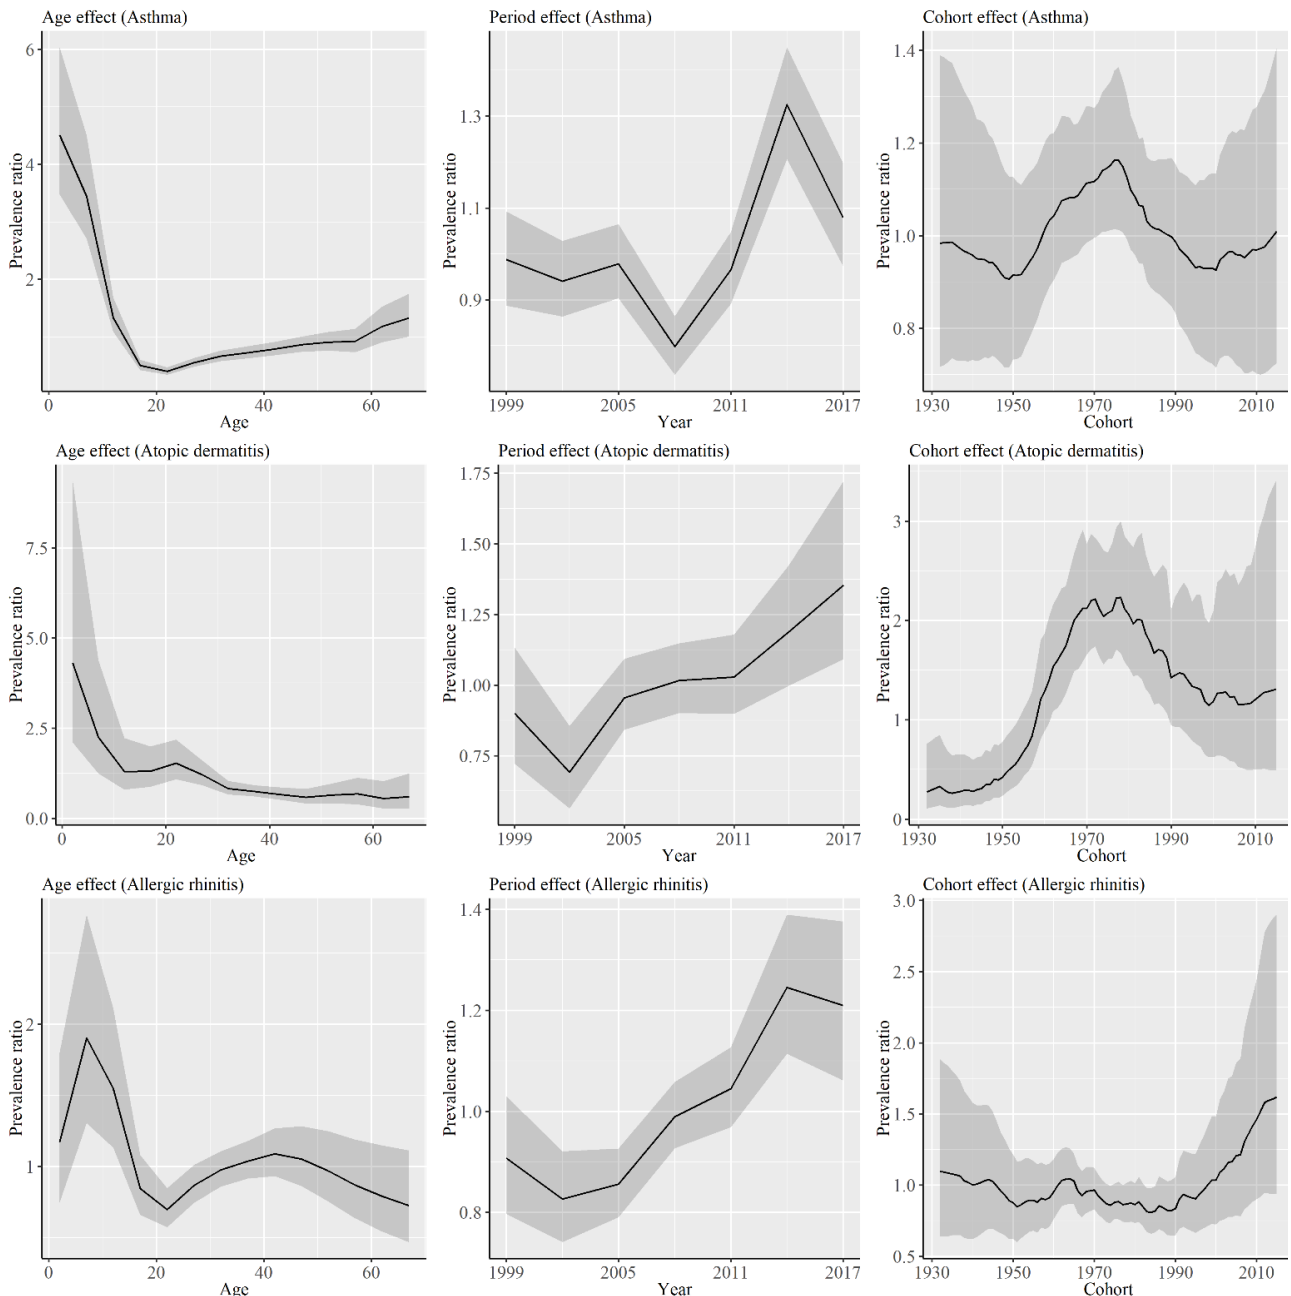 Age effect (Asthma)
Prevalence ratio
6
4
2
0 20 40 60
Age
Period effect (Asthma)
Prevalence ratio
1.3
1.1
0.9
1999 2005 2011 2017
Year
Cohort effect (Asthma)
Prevalence ratio
1.4
1.2
1.0
0.8
1930 1950 1970 1990 2010
Cohort
Age effect (Atopic dermatitis)
Prevalence ratio
7.5
5.0
2.5
0.0
0 20 40 60
Age
Period effect (Atopic dermatitis)
Prevalence ratio
1.75
1.50
1.25
1.00
0.75
1999 2005 2011 2017
Year
Cohort effect (Atopic dermatitis)
Prevalence ratio
3
2
1
0
1930 1950 1970 1990 2010
Cohort
Age effect (Allergic rhinitis)
Prevalence ratio
2
1
0 20 40 60
Age
Period effect (Allergic rhinitis)
Prevalence ratio
1.4
1.2
1.0
0.8
1999 2005 2011 2017
Year
Cohort effect (Allergic rhinitis)
Prevalence ratio
3.0
2.5
2.0
1.5
1.0
0.5
1930 1950 1970 1990 2010
Cohort